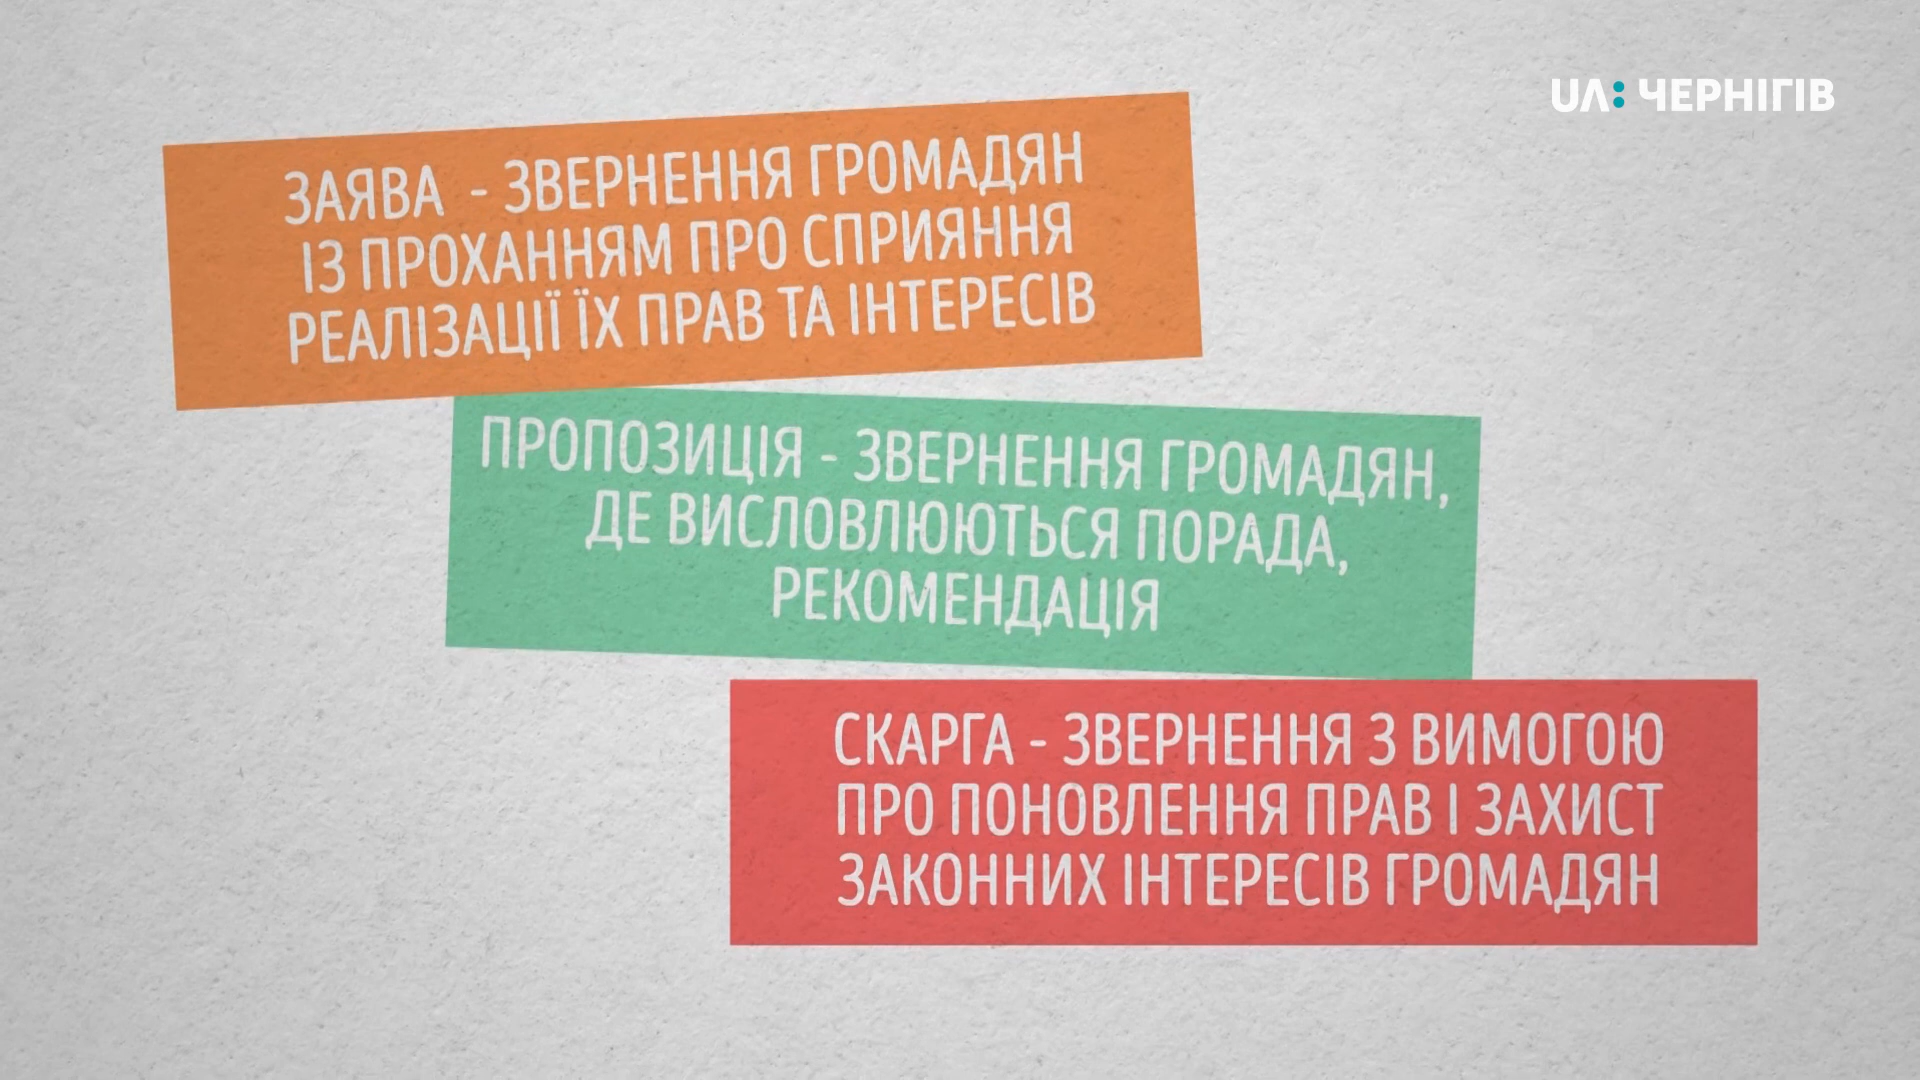 UA: ЧЕРНІГІВ
ЗАЯВА - ЗВЕРНЕННЯ ГРОМАДЯН
ІЗ ПРОХАННЯМ ПРО СПРИЯННЯ
РЕАЛІЗАЦІЇ ЇХ ПРАВ ТА ІНТЕРЕСІВ
ПРОПОЗИЦІЯ - ЗВЕРНЕННЯ ГРОМАДЯН,
ДЕ ВИСЛОВЛЮЮТЬСЯ ПОРАДА,
РЕКОМЕНДАЦІЯ
СКАРГА - ЗВЕРНЕННЯ З ВИМОГОЮ
ПРО ПОНОВЛЕННЯ ПРАВ І ЗАХИСТ
ЗАКОННИХ ІНТЕРЕСІВ ГРОМАДЯН